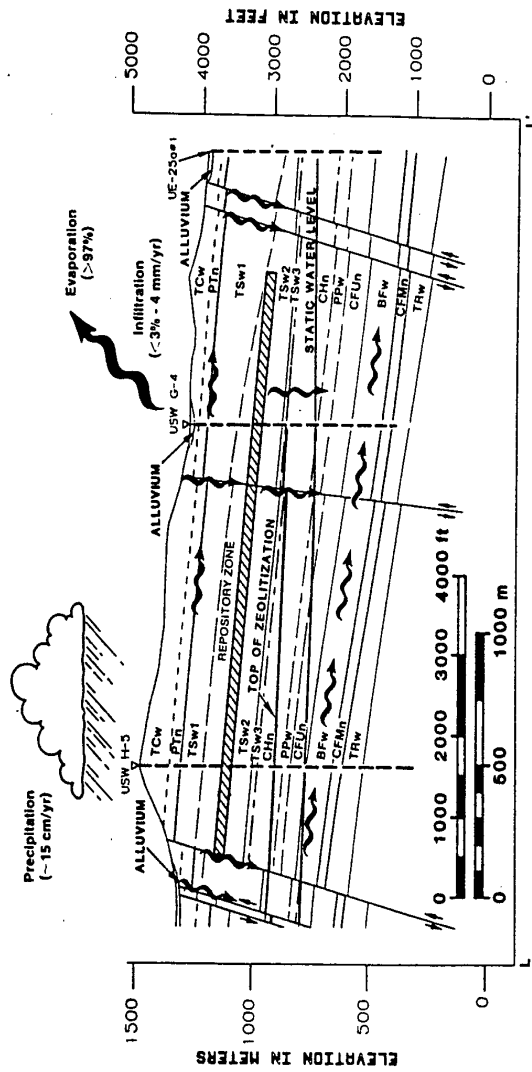 Precipitation
(~15 cm/yr)
Evaporation
(>97%)
Infiltration
(<3% - 4 mm/yr)
USW H-5
USW G-4
UE-25a#1
ALLUVIUM
ALLUVIUM
ALLUVIUM
ELEVATION IN METERS
1500
1000
500
0
ELEVATION IN FEET
5000
4000
3000
2000
1000
0
TCw
PTn
TSw1
REPOSITORY ZONE
TSw2
TSw3
TOP OF ZEOLITIZATION
CHn
PPw
CFUn
BFw
CFMn
TRw
TCw
PTn
TSw1
TSw2
TSw3
STATIC WATER LEVEL
CHn
PPw
CFUn
BFw
CFMn
TRw
0 1000 2000 3000 4000 ft
0 500 1000 m